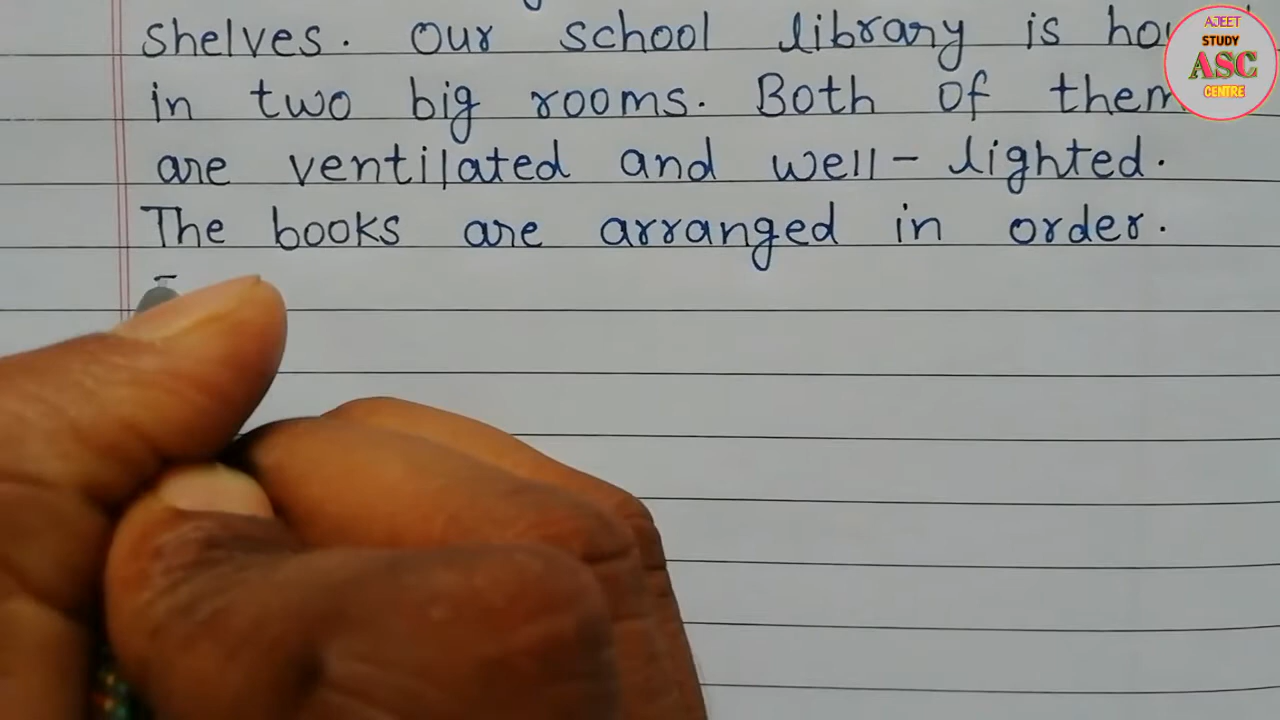 shelves. Our school library is
in two big rooms. Both of them
are ventilated and well-lighted.
The books are arranged in order.
AJEET
STUDY
ASC
CENTRE